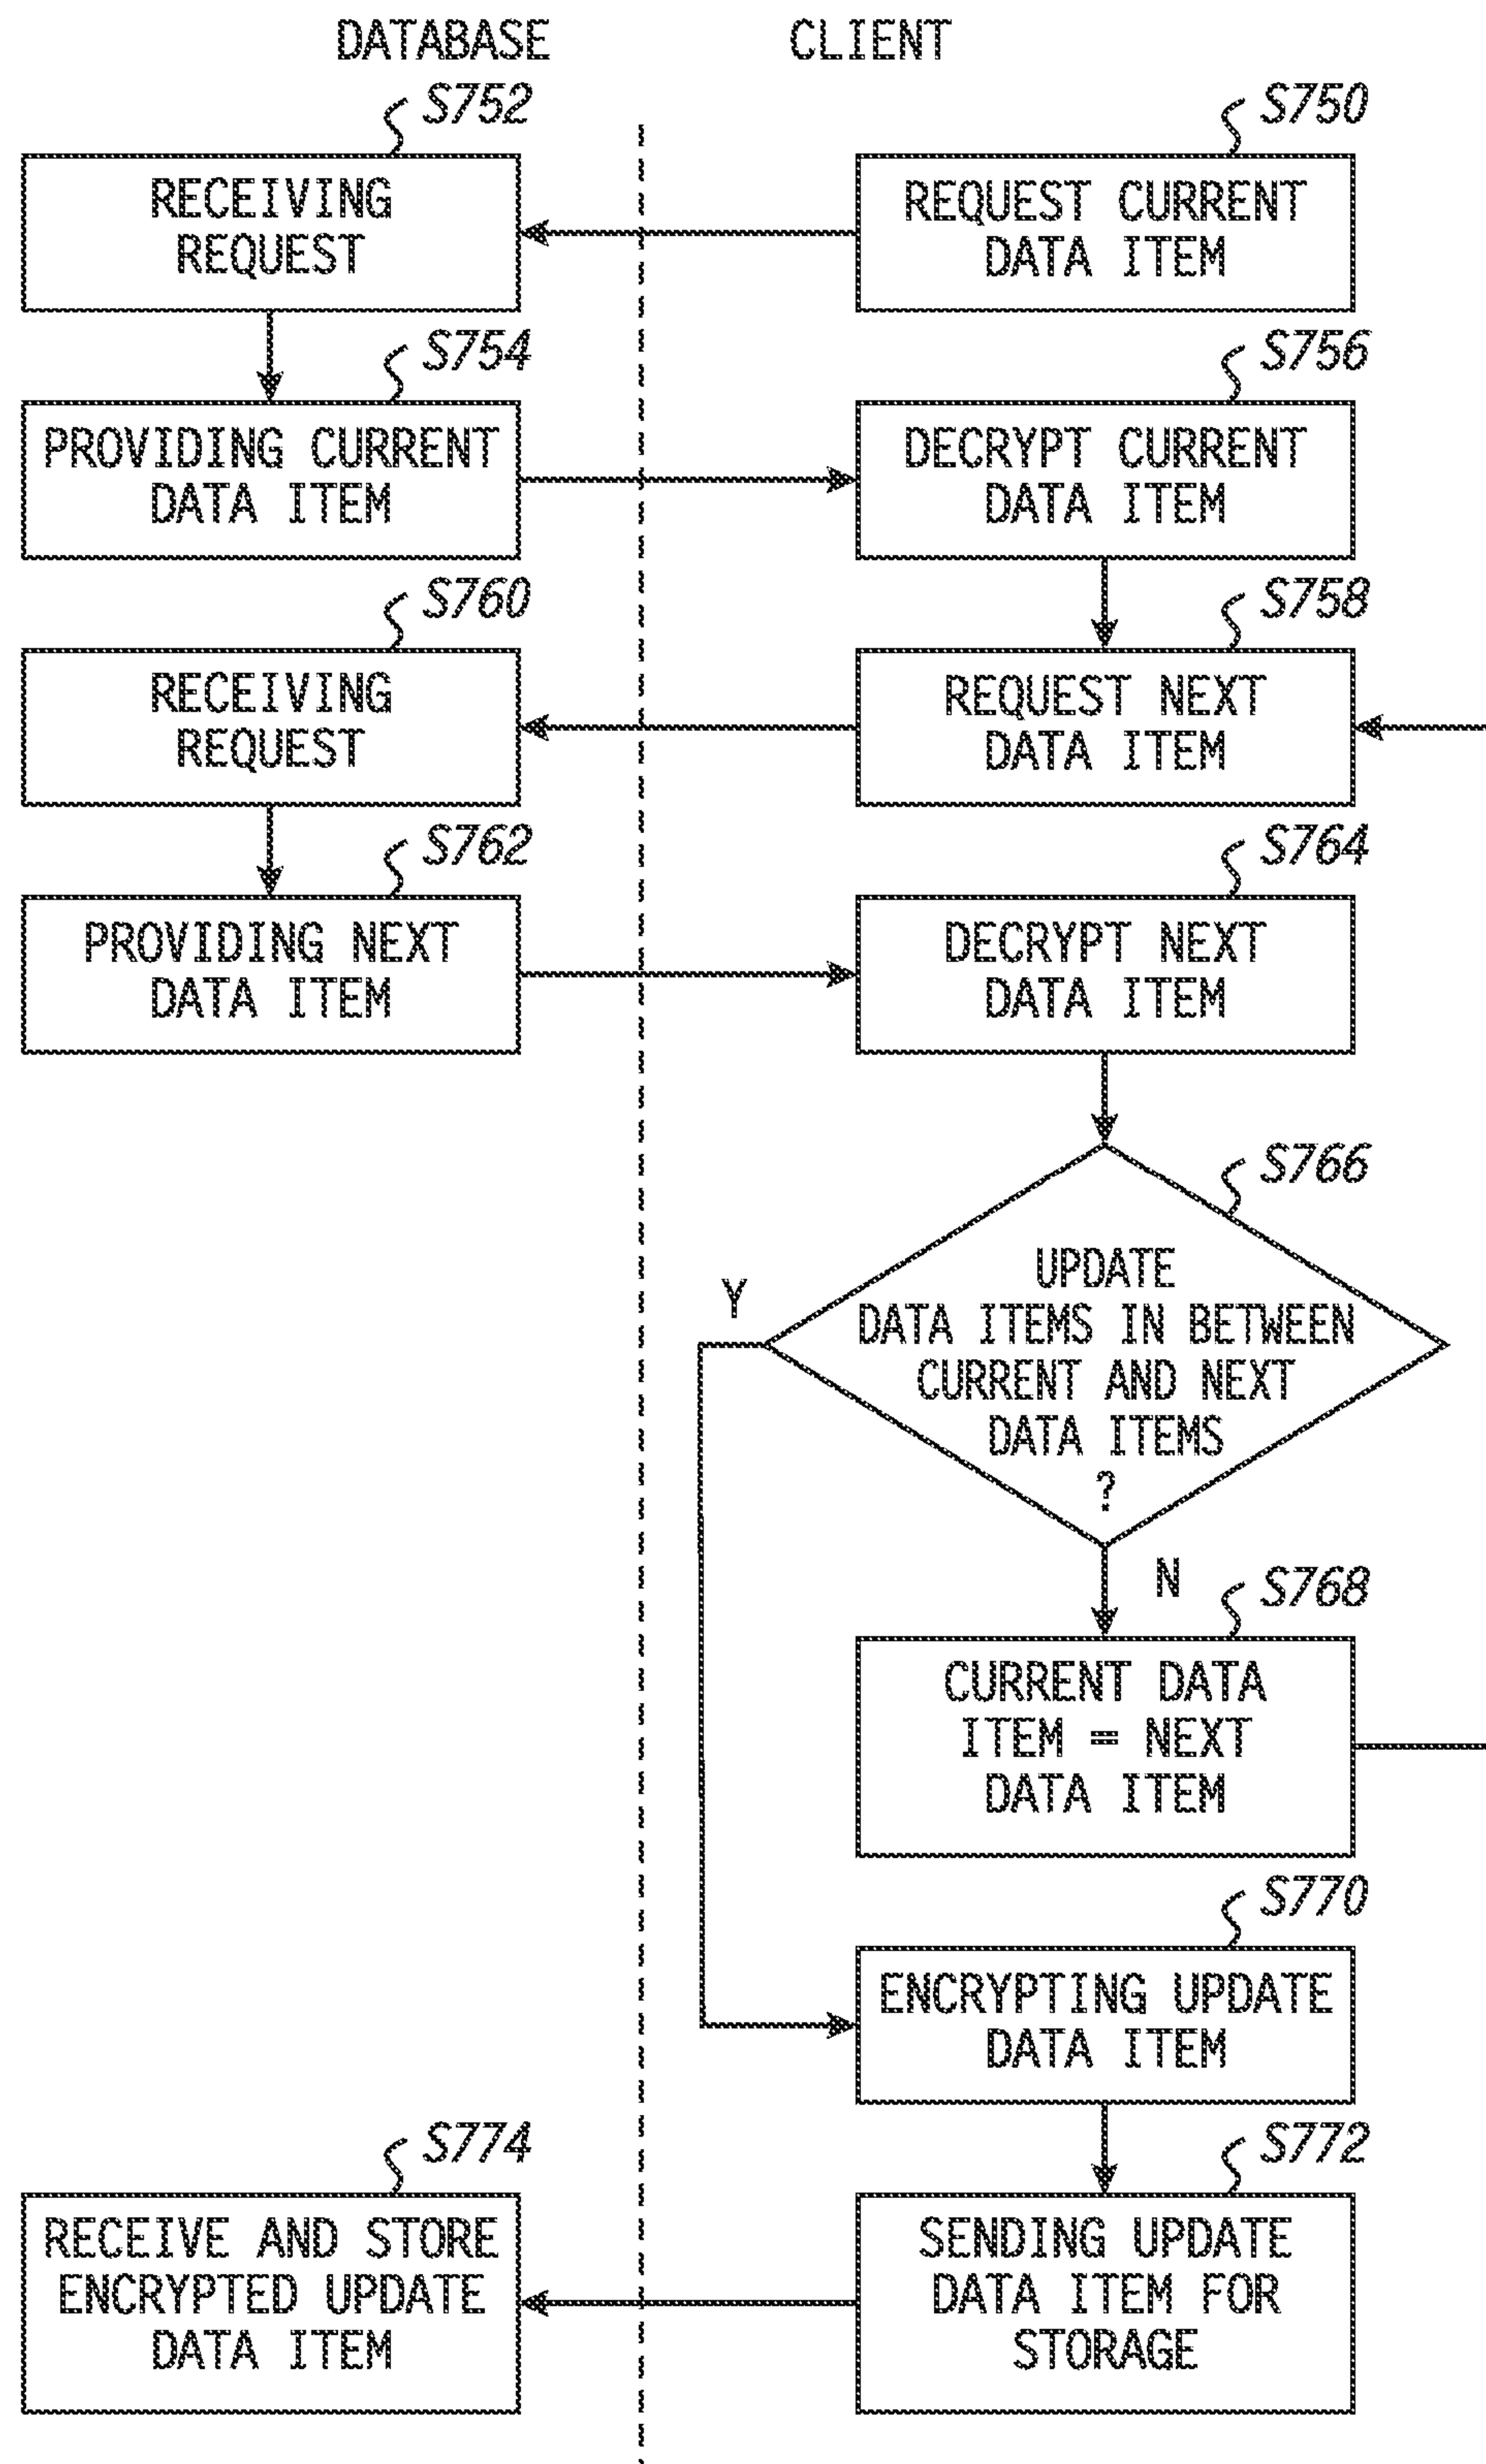 DATABASE
CLIENT
S752
S750
RECEIVING
REQUEST
REQUEST CURRENT
DATA ITEM
S754
S756
PROVIDING CURRENT
DATA ITEM
DECRYPT CURRENT
DATA ITEM
S760
S758
RECEIVING
REQUEST
REQUEST NEXT
DATA ITEM
S762
S764
PROVIDING NEXT
DATA ITEM
DECRYPT NEXT
DATA ITEM
S766
UPDATE
DATA ITEMS IN BETWEEN
CURRENT AND NEXT
DATA ITEMS
?
Y
N
S768
CURRENT DATA
ITEM = NEXT
DATA ITEM
S770
ENCRYPTING UPDATE
DATA ITEM
S774
S772
RECEIVE AND STORE
ENCRYPTED UPDATE
DATA ITEM
SENDING UPDATE
DATA ITEM FOR
STORAGE